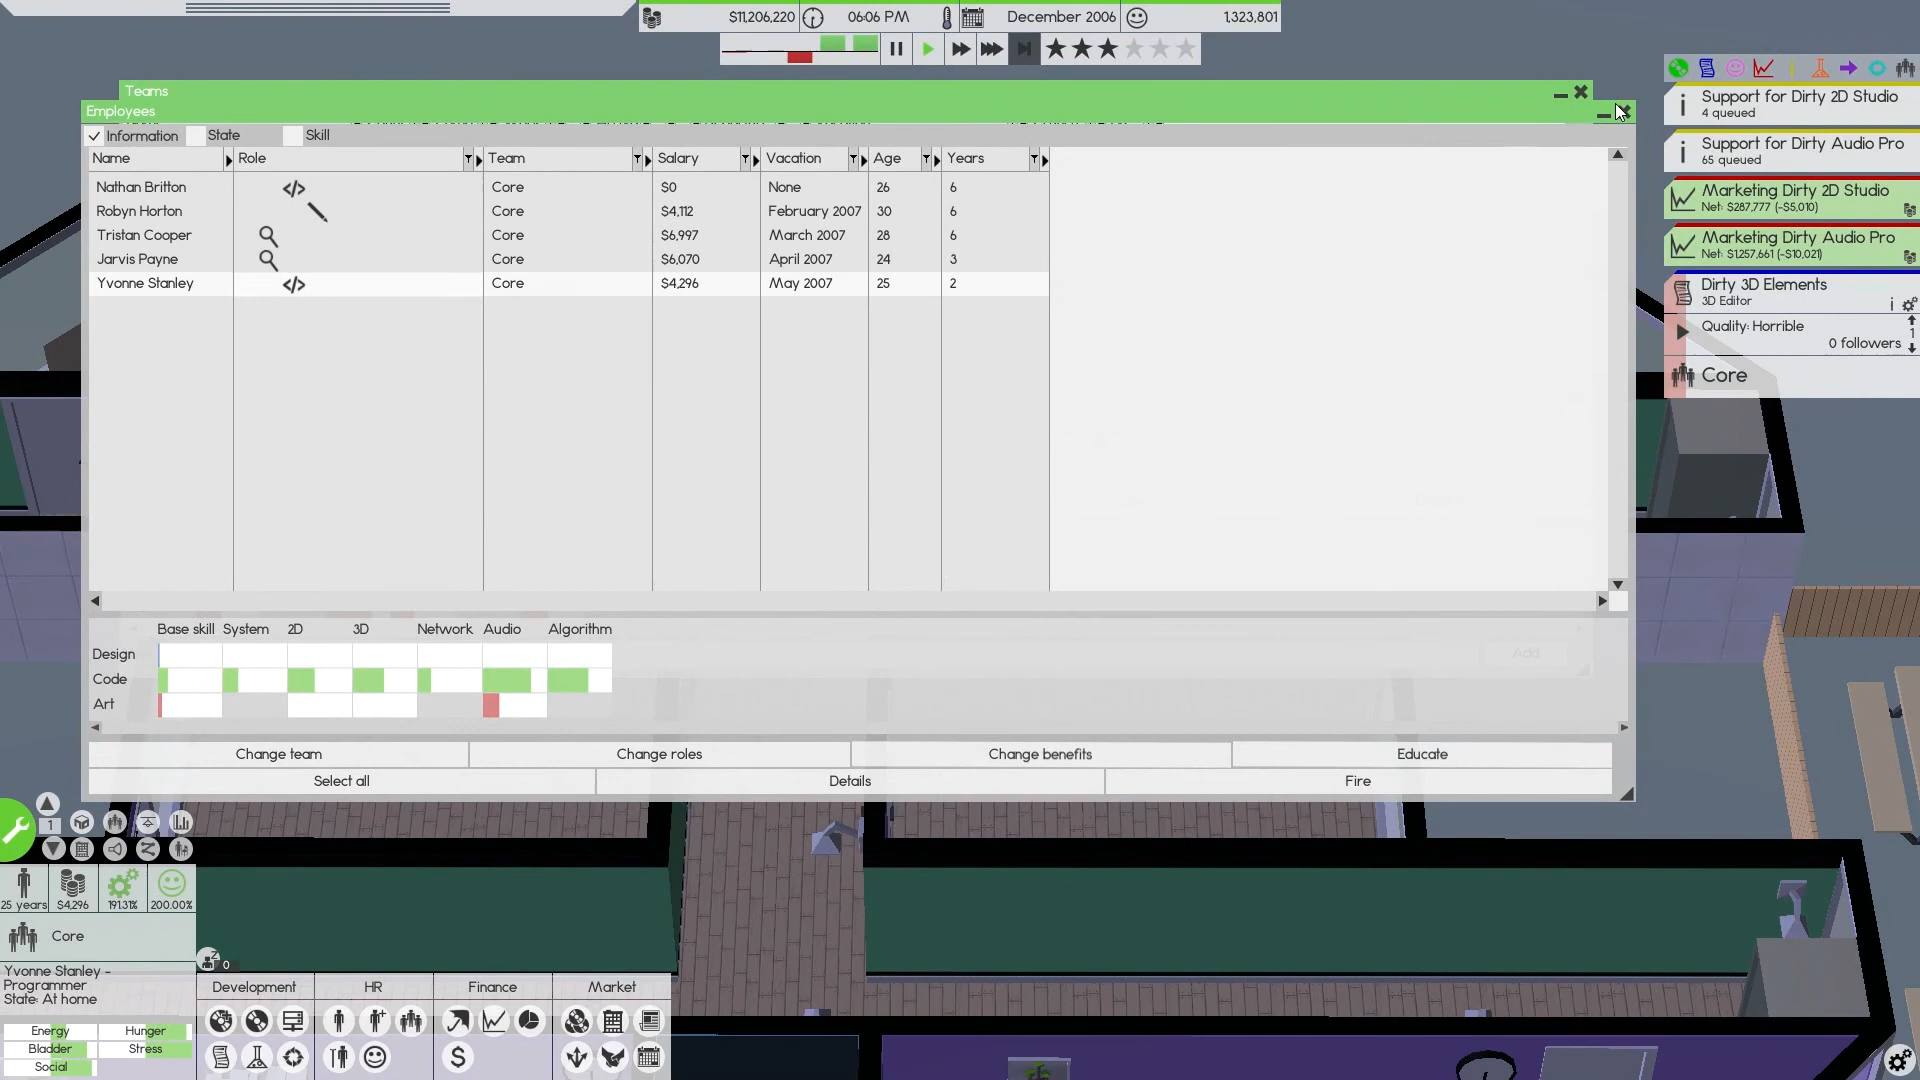 $11,206,220
06:06 PM
December 2006
1,323,801
Teams
Employees
Information
State
Skill
Name
Role
Team
Salary
Vacation
Age
Years
Nathan Britton </> Core $0 None 26 6
Robyn Horton Core $4,112 February 2007 30 6
Tristan Cooper Core $6,997 March 2007 28 6
Jarvis Payne Core $6,070 April 2007 24 3
Yvonne Stanley </> Core $4,296 May 2007 25 2
Base skill System 2D 3D Network Audio Algorithm
Design
Code
Art
Add
Change team
Change roles
Change benefits
Educate
Select all
Details
Fire
Support for Dirty 2D Studio
4 queued
Support for Dirty Audio Pro
65 queued
Marketing Dirty 2D Studio
Net: $287,777 (-$5,010)
Marketing Dirty Audio Pro
Net: $1,257,661 (-$10,021)
Dirty 3D Elements
3D Editor
Quality: Horrible
1
0 followers
Core
1
25 years
$4,296
191.31%
200.00%
Core
Yvonne Stanley -
Programmer
State: At home
Energy
Hunger
Bladder
Stress
Social
0
Development
HR
Finance
Market